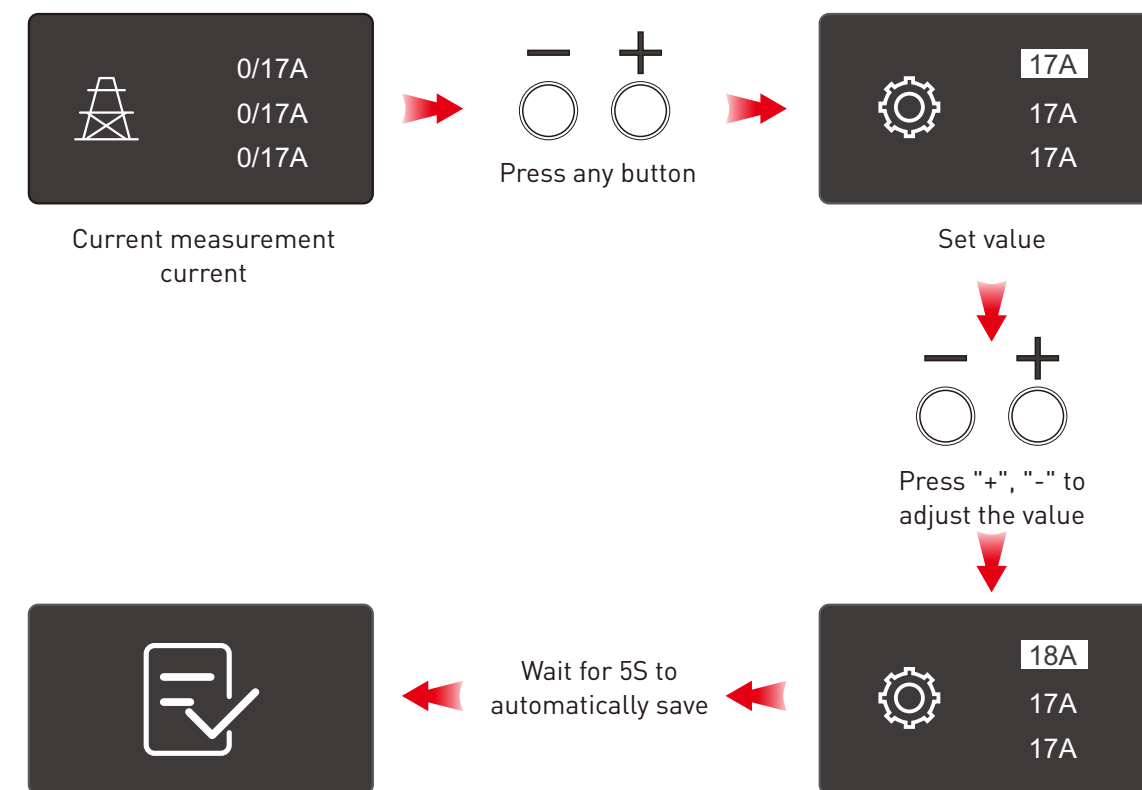 0/17A
0/17A
0/17A
Current measurement
current
− +
Press any button
17A
17A
17A
Set value
− +
Press "+", "-" to
adjust the value
18A
17A
17A
Wait for 5S to
automatically save